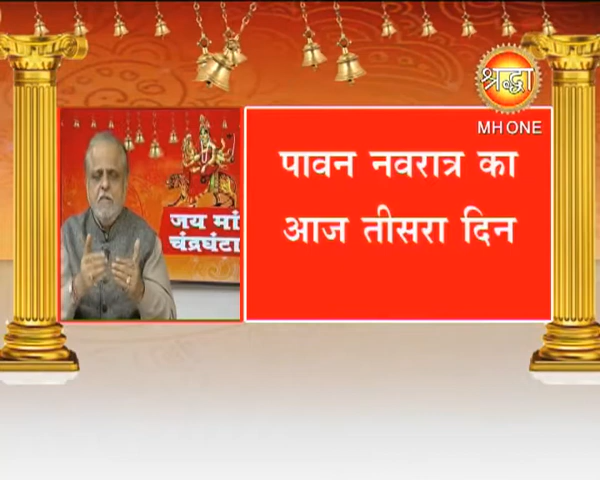 श्रद्धा
MH ONE
पावन नवरात्र का
आज तीसरा दिन
जय मां
चंद्रघंटा